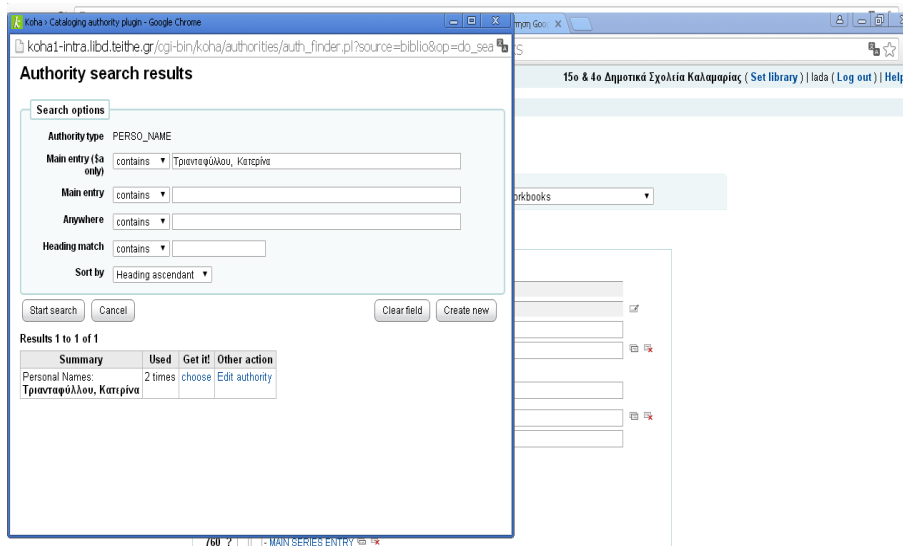 Koha › Cataloging authority plugin - Google Chrome
koha1-intra.libd.teithe.gr/cgi-bin/koha/authorities/auth_finder.pl?source=biblio&op=do_sea
Authority search results
Search options
Authority type PERSO_NAME
Main entry ($a only) contains Τριανταφύλλου, Κατερίνα
Main entry contains
Anywhere contains
Heading match contains
Sort by Heading ascendant
Start search Cancel Clear field Create new
Results 1 to 1 of 1
Summary Used Get it! Other action
Personal Names: 2 times choose Edit authority
Τριανταφύλλου, Κατερίνα
15ο & 4ο Δημοτικά Σχολεία Καλαμαρίας ( Set library ) | lada ( Log out ) | Help
760 ? - MAIN SERIES ENTRY